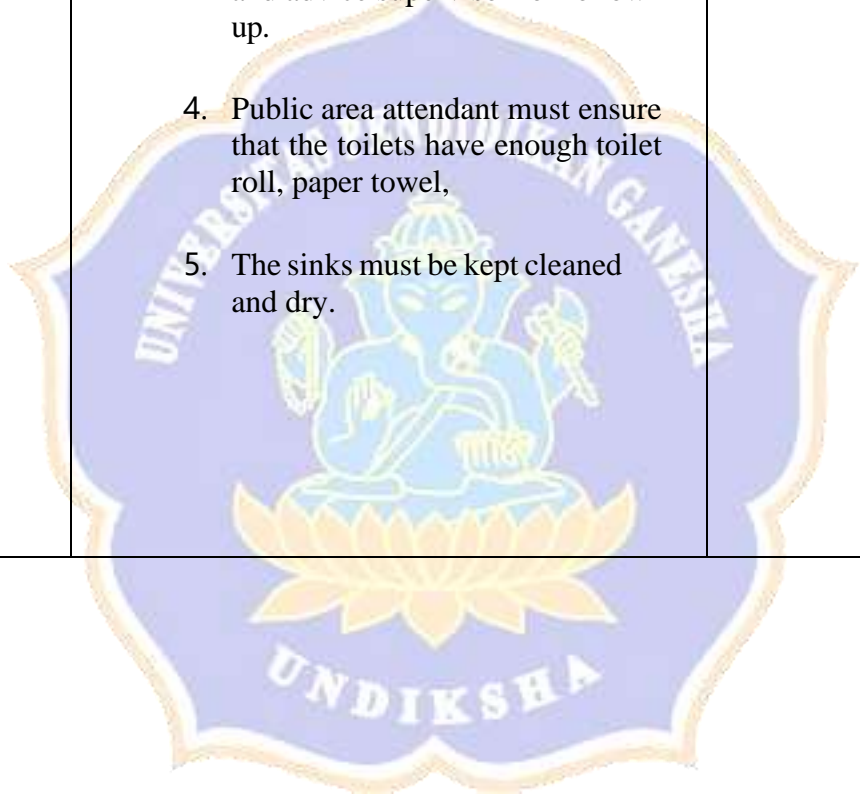 up.
4. Public area attendant must ensure
that the toilets have enough toilet
roll, paper towel,
5. The sinks must be kept cleaned
and dry.
UNIVERSITAS PENDIDIKAN GANESHA
UNDIKSHA